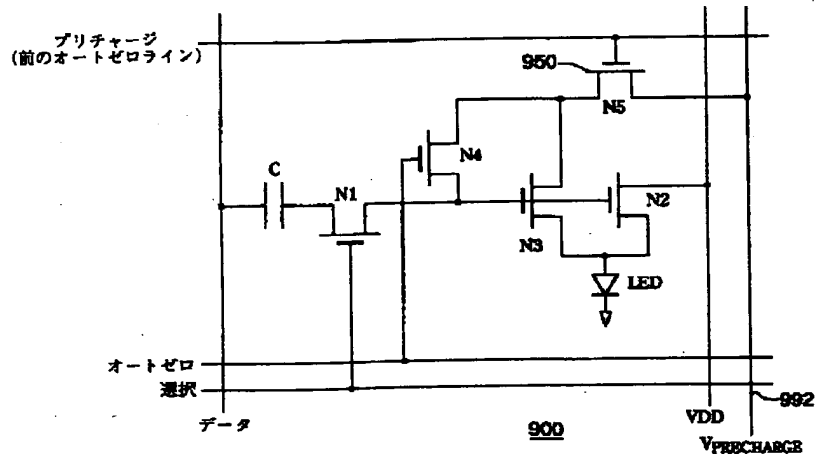 プリチャージ
(前のオートゼロライン)
950
N5
N4
C
N1
N2
N3
LED
オートゼロ
選択
データ
900
VDD
992
VPRECHARGE